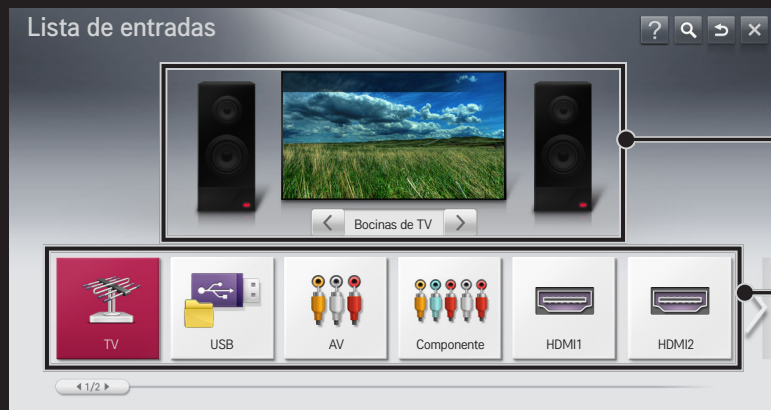 Lista de entradas
?
Bocinas de TV
TV
USB
AV
Componente
HDMI1
HDMI2
1/2